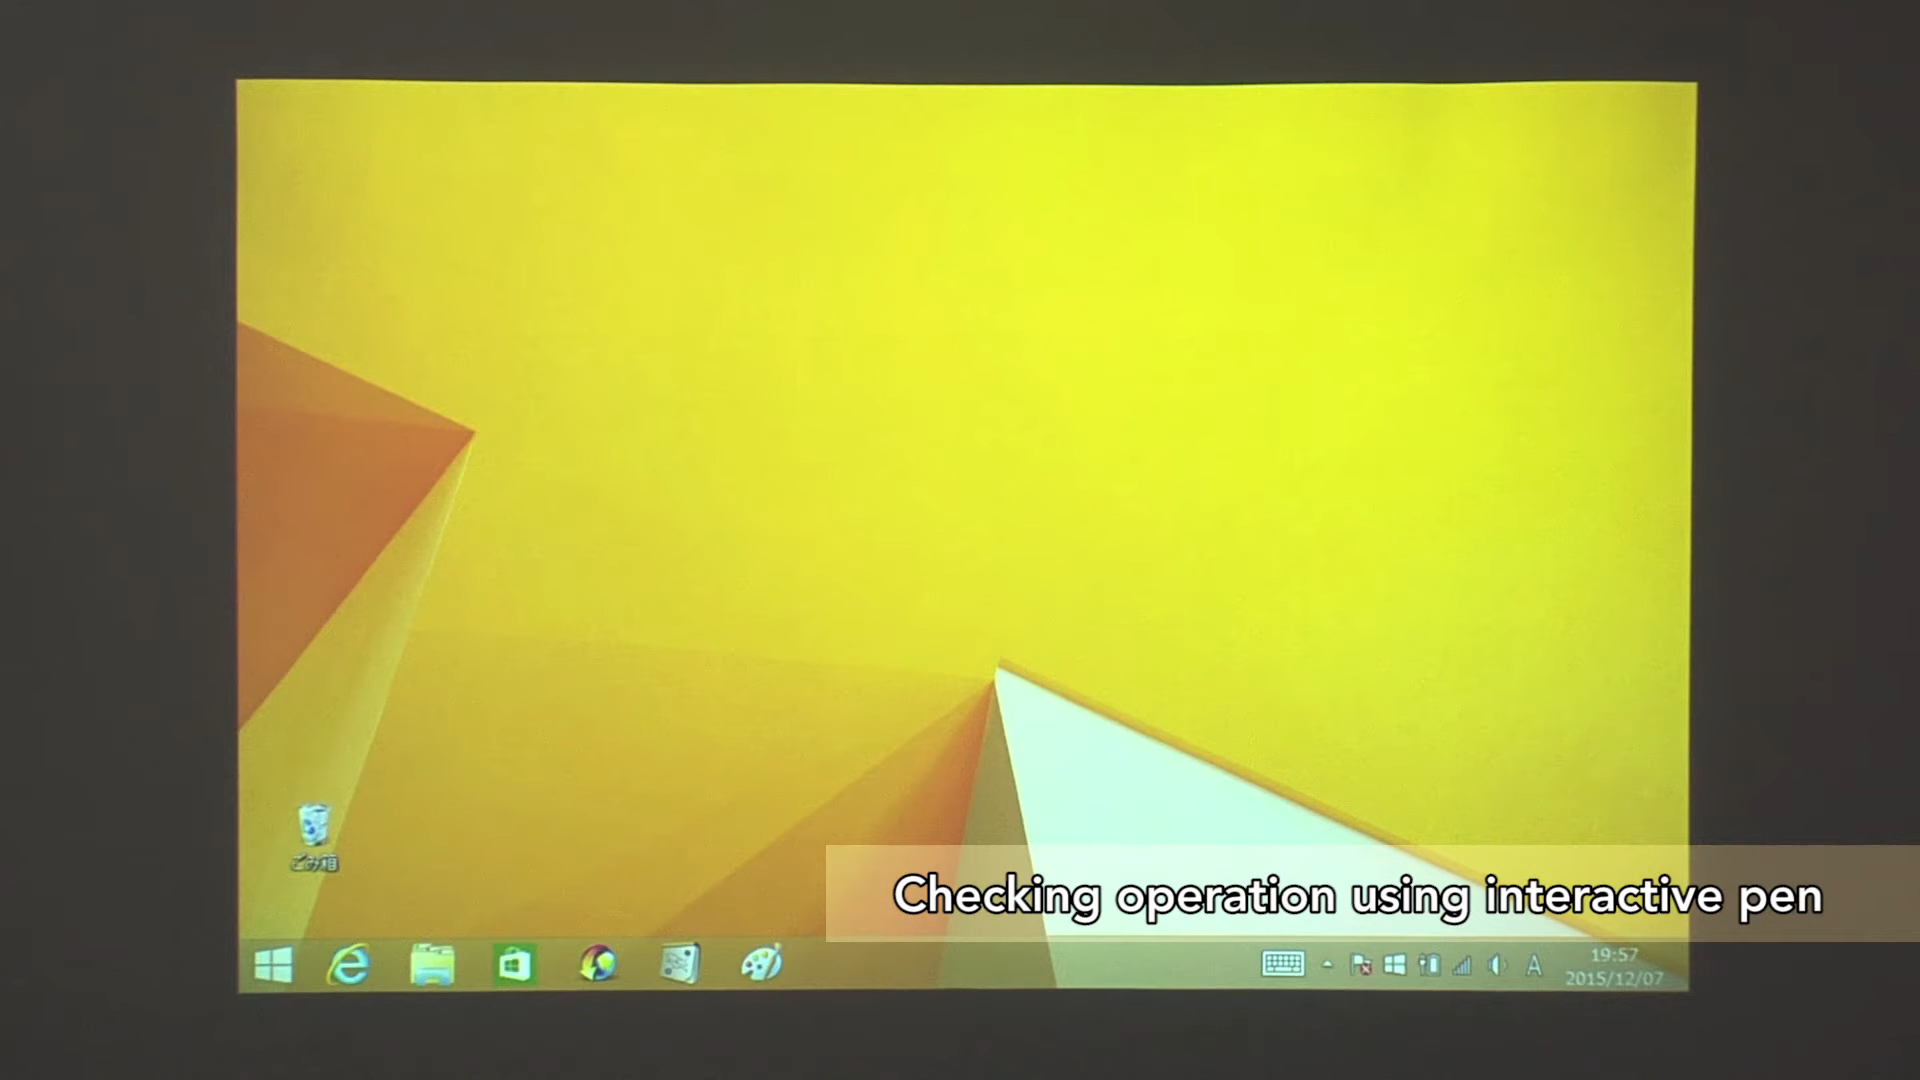 ごみ箱
Checking operation using interactive pen
A
19:57
2015/12/07